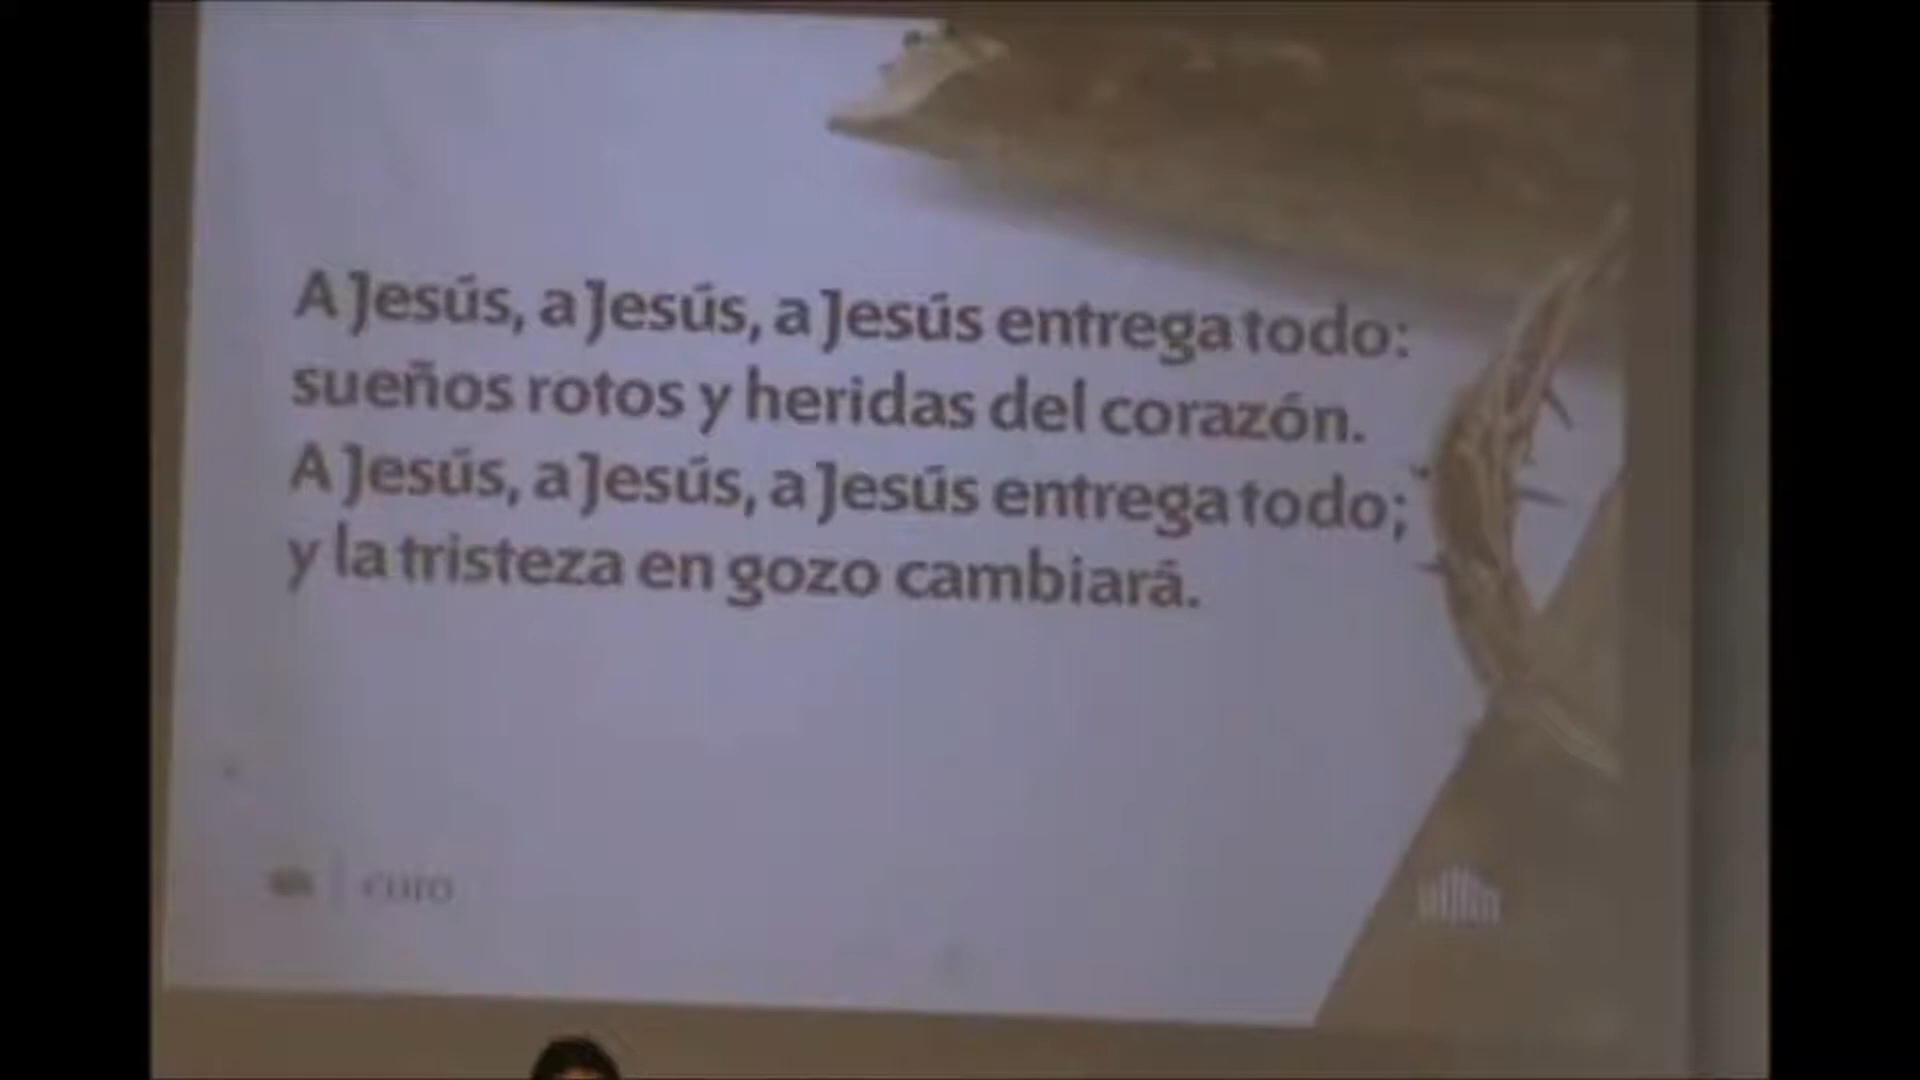 A Jesús, a Jesús, a Jesús entrega todo:
sueños rotos y heridas del corazón.
A Jesús, a Jesús, a Jesús entrega todo;
y la tristeza en gozo cambiará.
coro